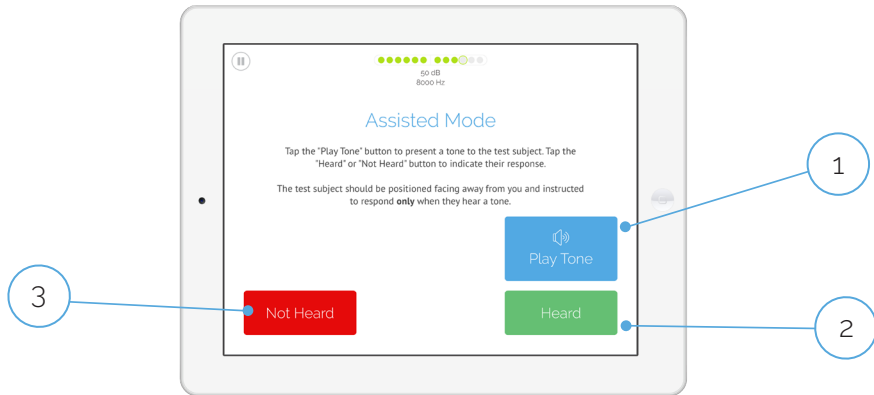 50 dB
8000 Hz
Assisted Mode
Tap the "Play Tone" button to present a tone to the test subject. Tap the
"Heard" or "Not Heard" button to indicate their response.
The test subject should be positioned facing away from you and instructed
to respond only when they hear a tone.
1
Play Tone
3
Not Heard
Heard
2